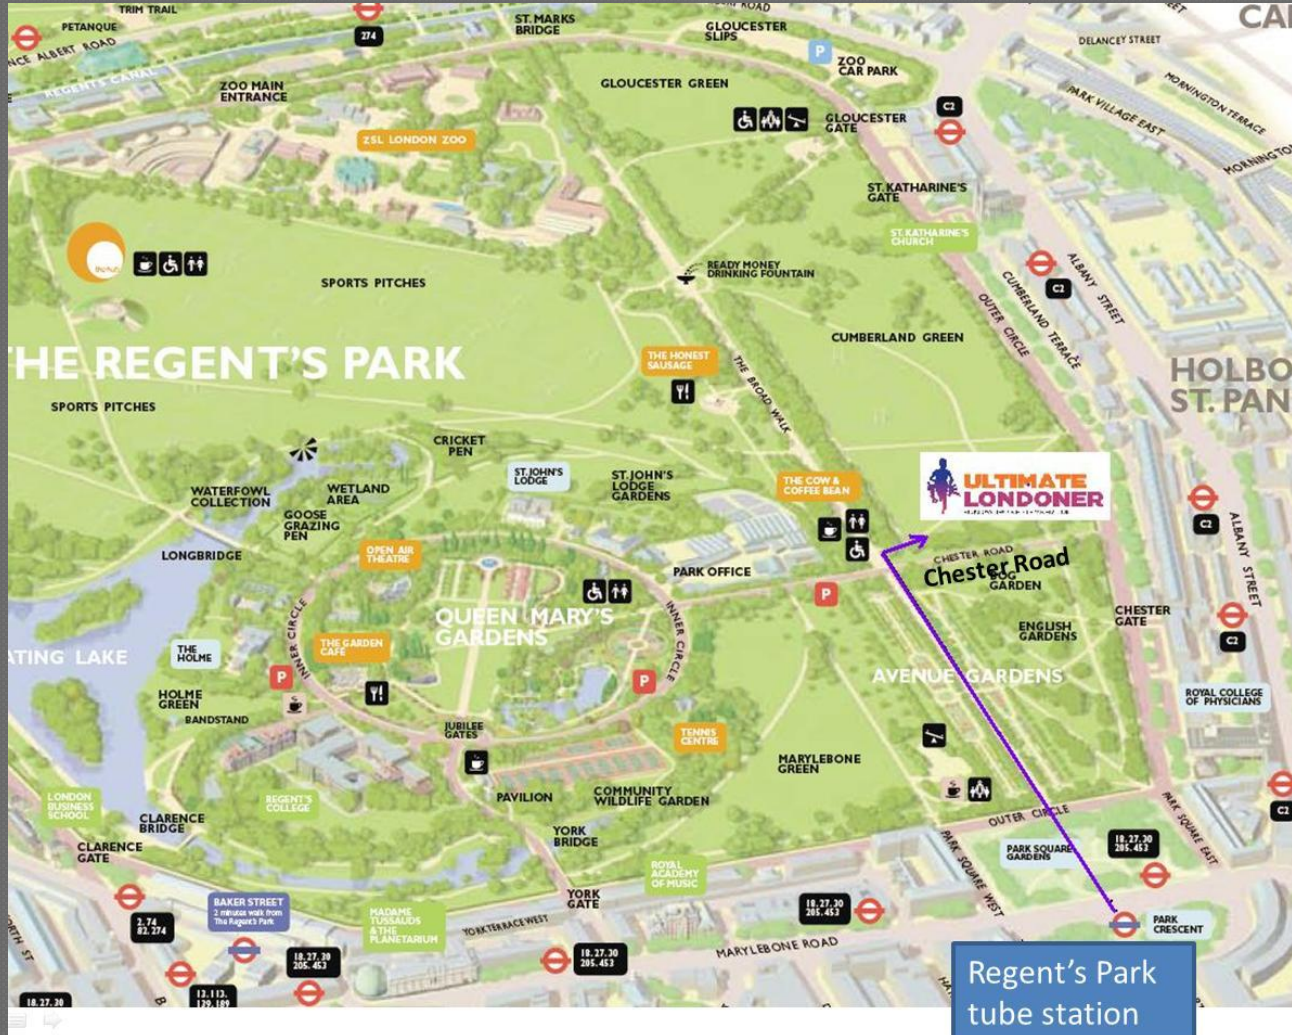 TRIM TRAIL
PETANQUE
NCE ALBERT ROAD
REGENTS CANAL
274
ST. MARKS
BRIDGE
ROAD
GLOUCESTER
SLIPS
P
ZOO
CAR PARK
DELANCEY STREET
MORNINGTON TERRACE
PARK VILLAGE EAST
ZOO MAIN
ENTRANCE
GLOUCESTER GREEN
GLOUCESTER
GATE
C2
ZSL LONDON ZOO
ST. KATHARINE'S
GATE
ST. KATHARINE'S
CHURCH
the hub
SPORTS PITCHES
READY MONEY
DRINKING FOUNTAIN
C2
ALBANY STREET
CUMBERLAND TERRACE
OUTER CIRCLE
CUMBERLAND GREEN
THE REGENT'S PARK
THE HONEST
SAUSAGE
THE BROAD WALK
HOLBO
ST. PAN
SPORTS PITCHES
CRICKET
PEN
ST. JOHN'S
LODGE
ST. JOHN'S
LODGE
GARDENS
THE COW &
COFFEE BEAN
ULTIMATE
LONDONER
WATERFOWL
COLLECTION
WETLAND
AREA
GOOSE
GRAZING
PEN
C2
ALBANY STREET
LONGBRIDGE
OPEN AIR
THEATRE
PARK OFFICE
CHESTER ROAD
Chester Road
BOG
GARDEN
P
QUEEN MARY'S
GARDENS
INNER CIRCLE
INNER CIRCLE
ENGLISH
GARDENS
CHESTER
GATE
C2
ATING LAKE
THE
HOLME
THE GARDEN
CAFE
P
P
AVENUE GARDENS
ROYAL COLLEGE
OF PHYSICIANS
HOLME
GREEN
BANDSTAND
JUBILEE
GATES
TENNIS
CENTRE
MARYLEBONE
GREEN
C2
LONDON
BUSINESS
SCHOOL
REGENT'S
COLLEGE
PAVILION
COMMUNITY
WILDLIFE GARDEN
OUTER CIRCLE
CLARENCE
BRIDGE
CLARENCE
GATE
YORK
BRIDGE
PARK SQUARE WEST
PARK SQUARE
GARDENS
18. 27. 30
205. 453
PARK SQUARE EAST
ROYAL
ACADEMY
OF MUSIC
YORK
GATE
BAKER STREET
2 minutes walk from
The Regent's Park
2. 74
82. 274
MADAME
TUSSAUDS
& THE
PLANETARIUM
YORK TERRACE WEST
18. 27. 30
205. 453
PARK
CRESCENT
MARYLEBONE ROAD
18. 27. 30
205. 453
18. 27. 30
205. 453
13. 113.
139. 189
18. 27. 30
Regent's Park
tube station